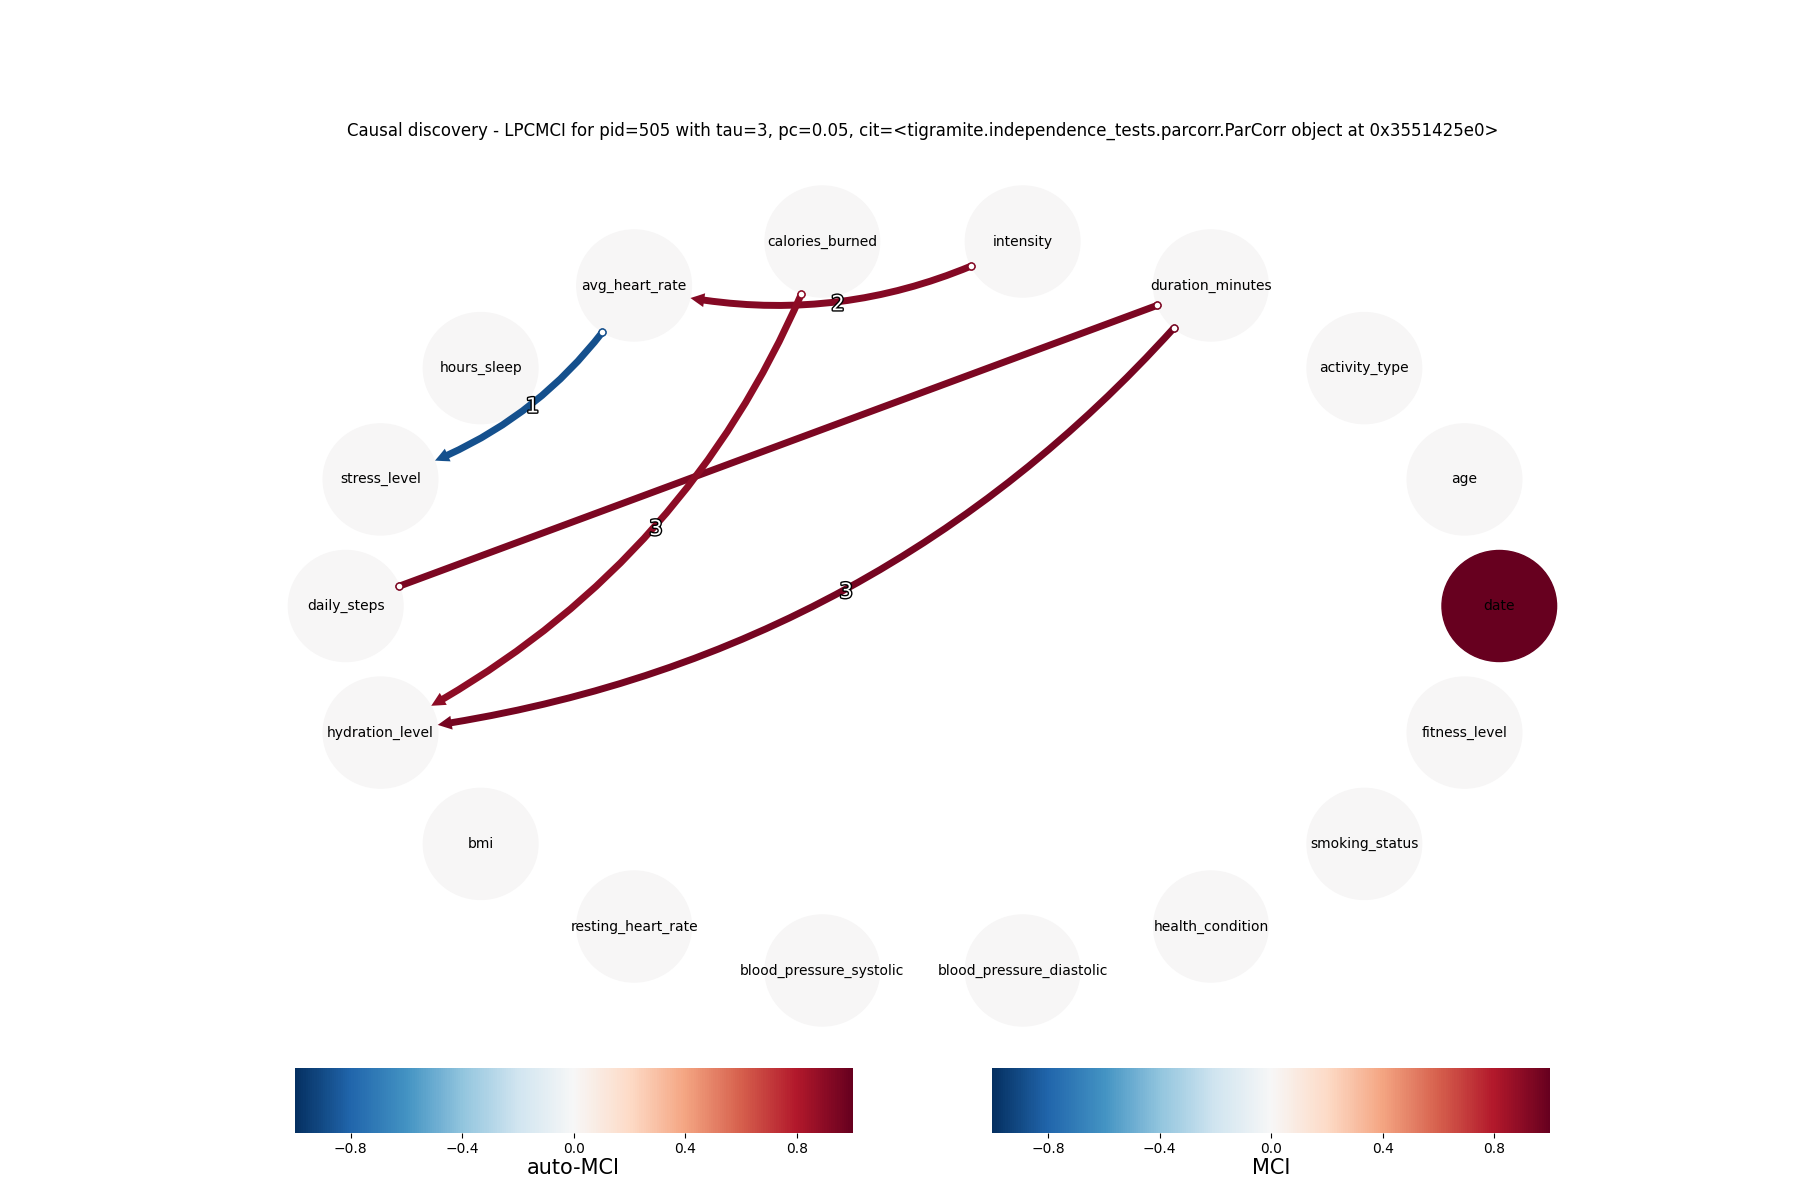 Causal discovery - LPCMCI for pid=505 with tau=3, pc=0.05, cit=<tigramite.independence_tests.parcorr.ParCorr object at 0x3551425e0>
calories_burned
intensity
avg_heart_rate
duration_minutes
2
hours_sleep
activity_type
1
stress_level
age
3
3
daily_steps
date
hydration_level
fitness_level
bmi
smoking_status
resting_heart_rate
health_condition
blood_pressure_systolic
blood_pressure_diastolic
−0.8 −0.4 0.0 0.4 0.8
auto-MCI
−0.8 −0.4 0.0 0.4 0.8
MCI